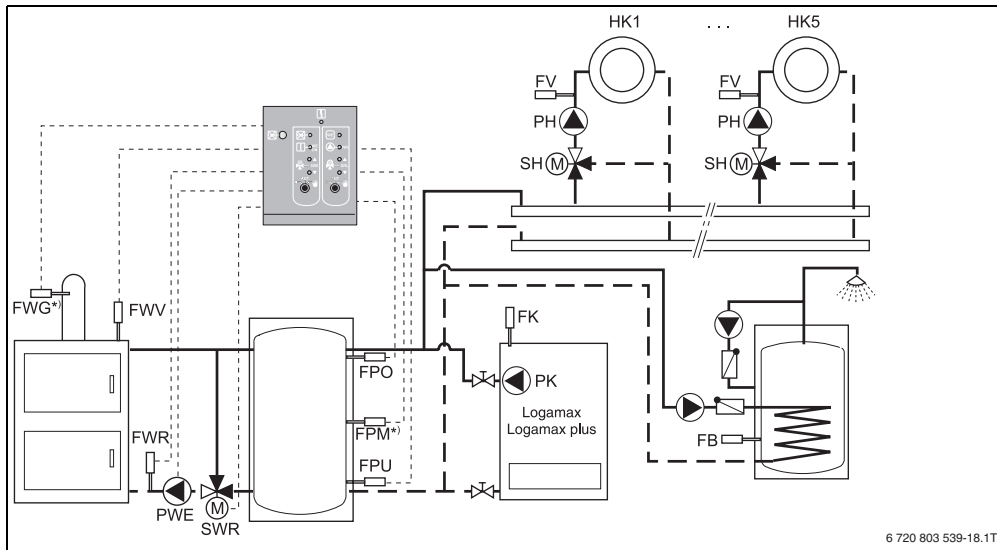 HK1
. . .
HK5
FV
FV
PH
PH
SH
M
SH
M
FWG*)
FWV
FK
FPO
PK
Logamax
Logamax plus
FWR
FPM*)
FB
FPU
PWE
M
SWR
6 720 803 539-18.1T